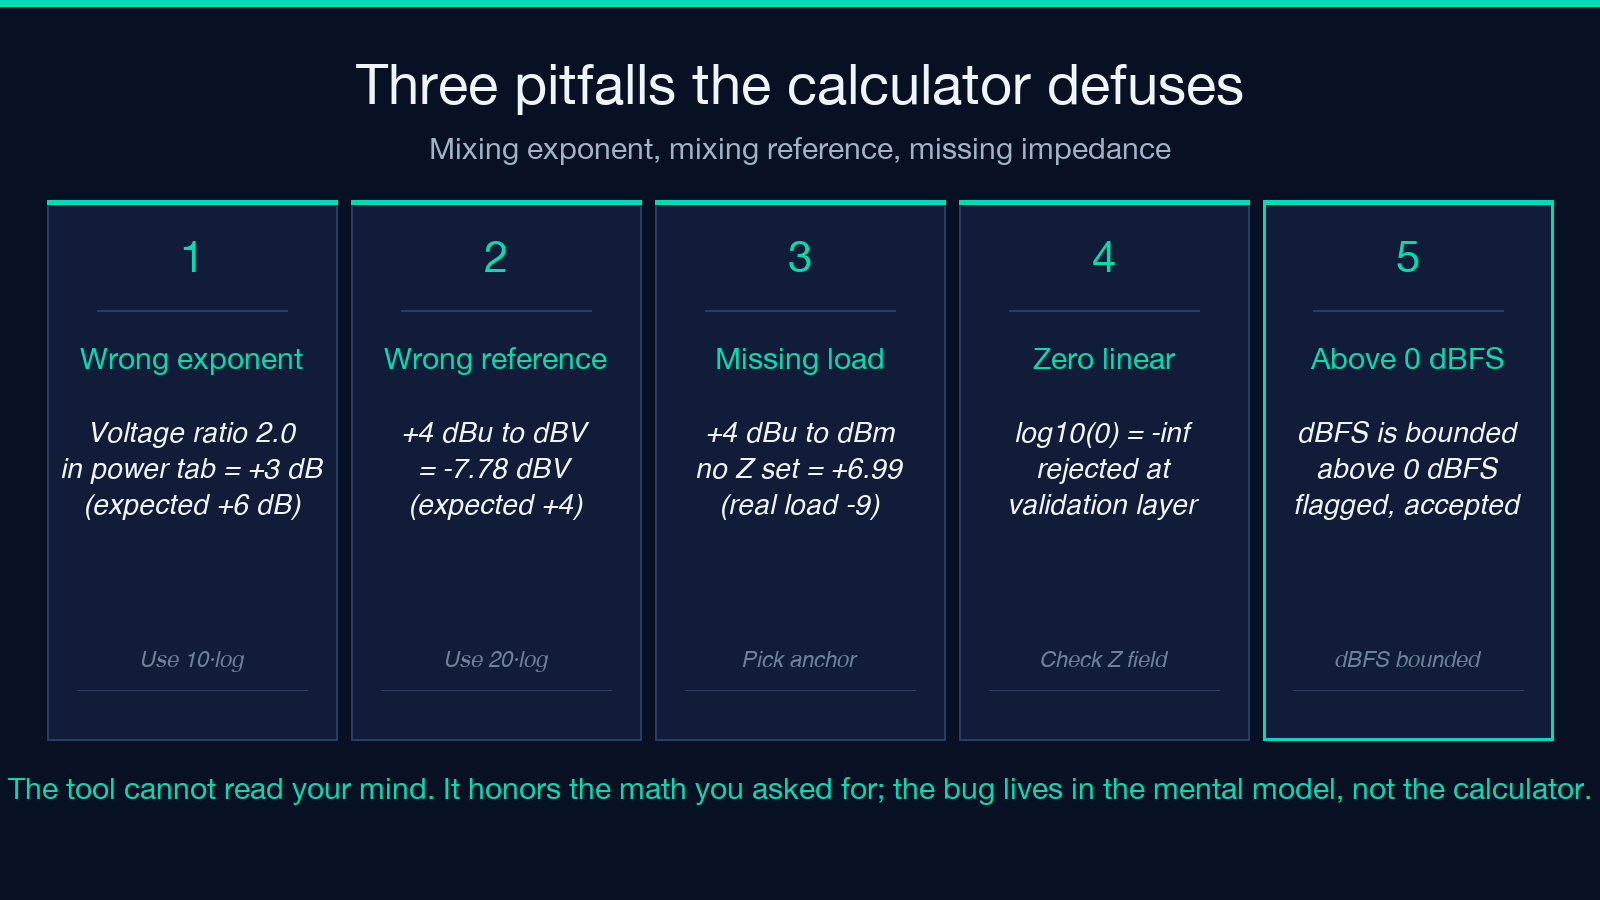 Three pitfalls the calculator defuses
Mixing exponent, mixing reference, missing impedance
1
Wrong exponent
Voltage ratio 2.0
in power tab = +3 dB
(expected +6 dB)
Use 10·log
2
Wrong reference
+4 dBu to dBV
= -7.78 dBV
(expected +4)
Use 20·log
3
Missing load
+4 dBu to dBm
no Z set = +6.99
(real load -9)
Pick anchor
4
Zero linear
log10(0) = -inf
rejected at
validation layer
Check Z field
5
Above 0 dBFS
dBFS is bounded
above 0 dBFS
flagged, accepted
dBFS bounded
The tool cannot read your mind. It honors the math you asked for; the bug lives in the mental model, not the calculator.